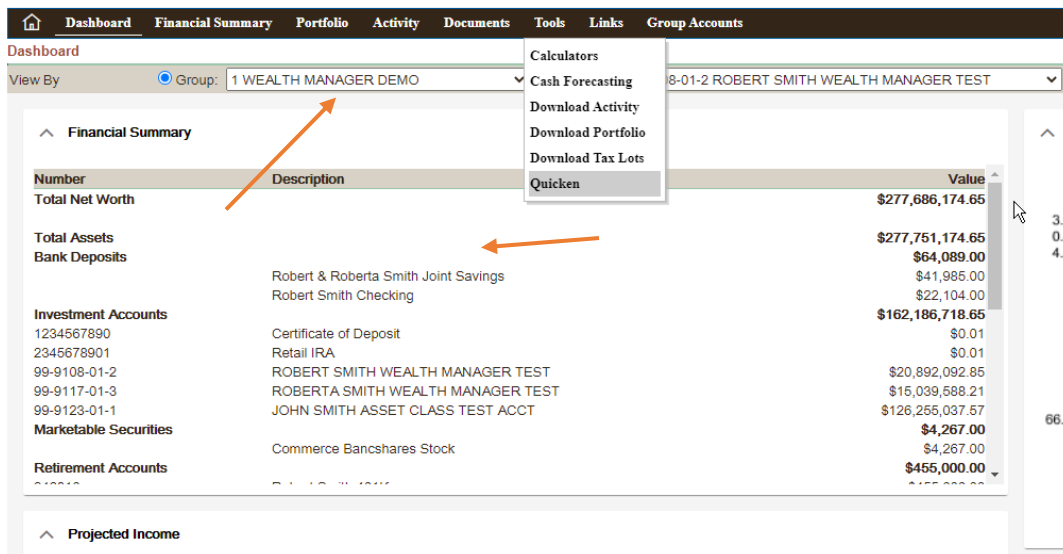 Dashboard Financial Summary Portfolio Activity Documents Tools Links Group Accounts
Dashboard
Calculators
View By Group: 1 WEALTH MANAGER DEMO 8-01-2 ROBERT SMITH WEALTH MANAGER TEST
Cash Forecasting
Download Activity
Download Portfolio
Download Tax Lots
Quicken
Financial Summary
Number Description Value
Total Net Worth $277,686,174.65
Total Assets $277,751,174.65
Bank Deposits $64,089.00
Robert & Roberta Smith Joint Savings $41,985.00
Robert Smith Checking $22,104.00
Investment Accounts $162,186,718.65
1234567890 Certificate of Deposit $0.01
2345678901 Retail IRA $0.01
99-9108-01-2 ROBERT SMITH WEALTH MANAGER TEST $20,892,092.85
99-9117-01-3 ROBERTA SMITH WEALTH MANAGER TEST $15,039,588.21
99-9123-01-1 JOHN SMITH ASSET CLASS TEST ACCT $126,255,037.57
Marketable Securities $4,267.00
Commerce Bancshares Stock $4,267.00
Retirement Accounts $455,000.00
3.
0.
4.
66.
Projected Income